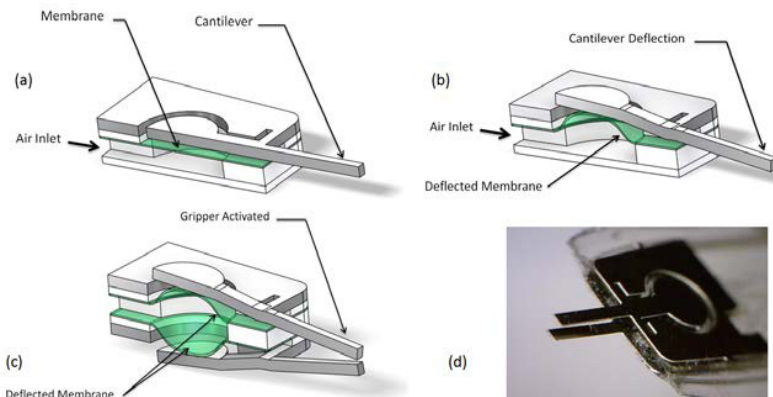 Membrane
Cantilever
(a)
Air Inlet
Cantilever Deflection
(b)
Air Inlet
Deflected Membrane
Gripper Activated
(c)
Deflected Membrane
(d)